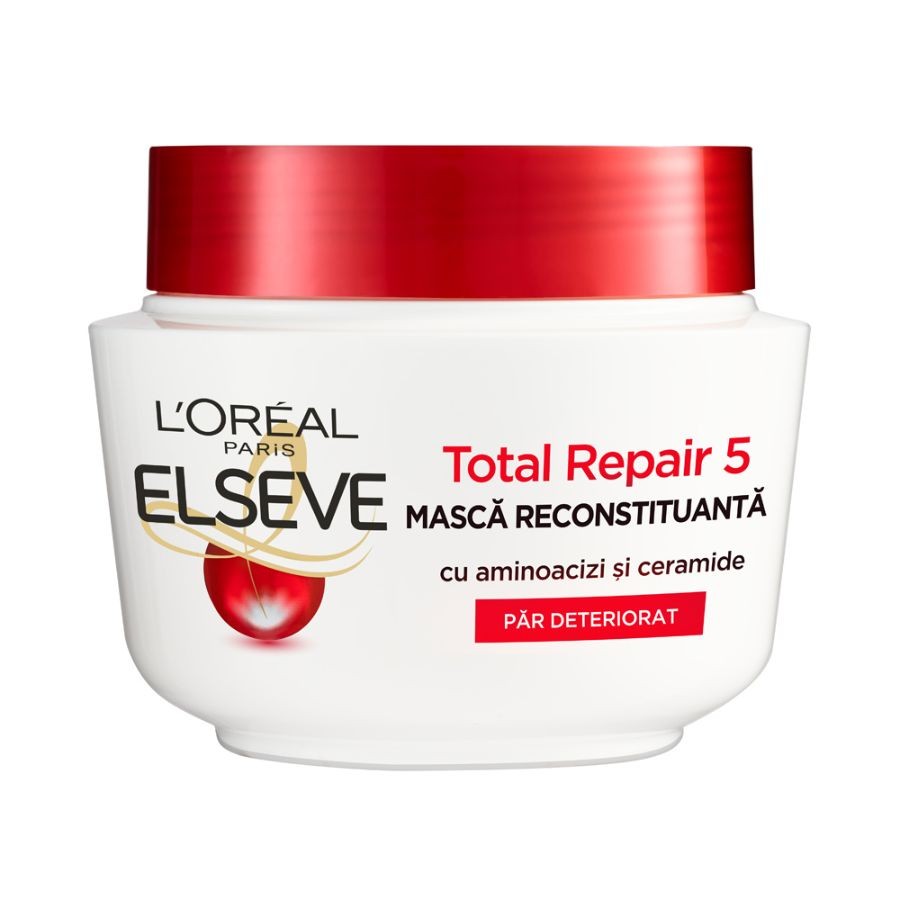 L'ORÉAL
PARiS
ELSEVE
Total Repair 5
MASCĂ RECONSTITUANTĂ
cu aminoacizi și ceramide
PĂR DETERIORAT